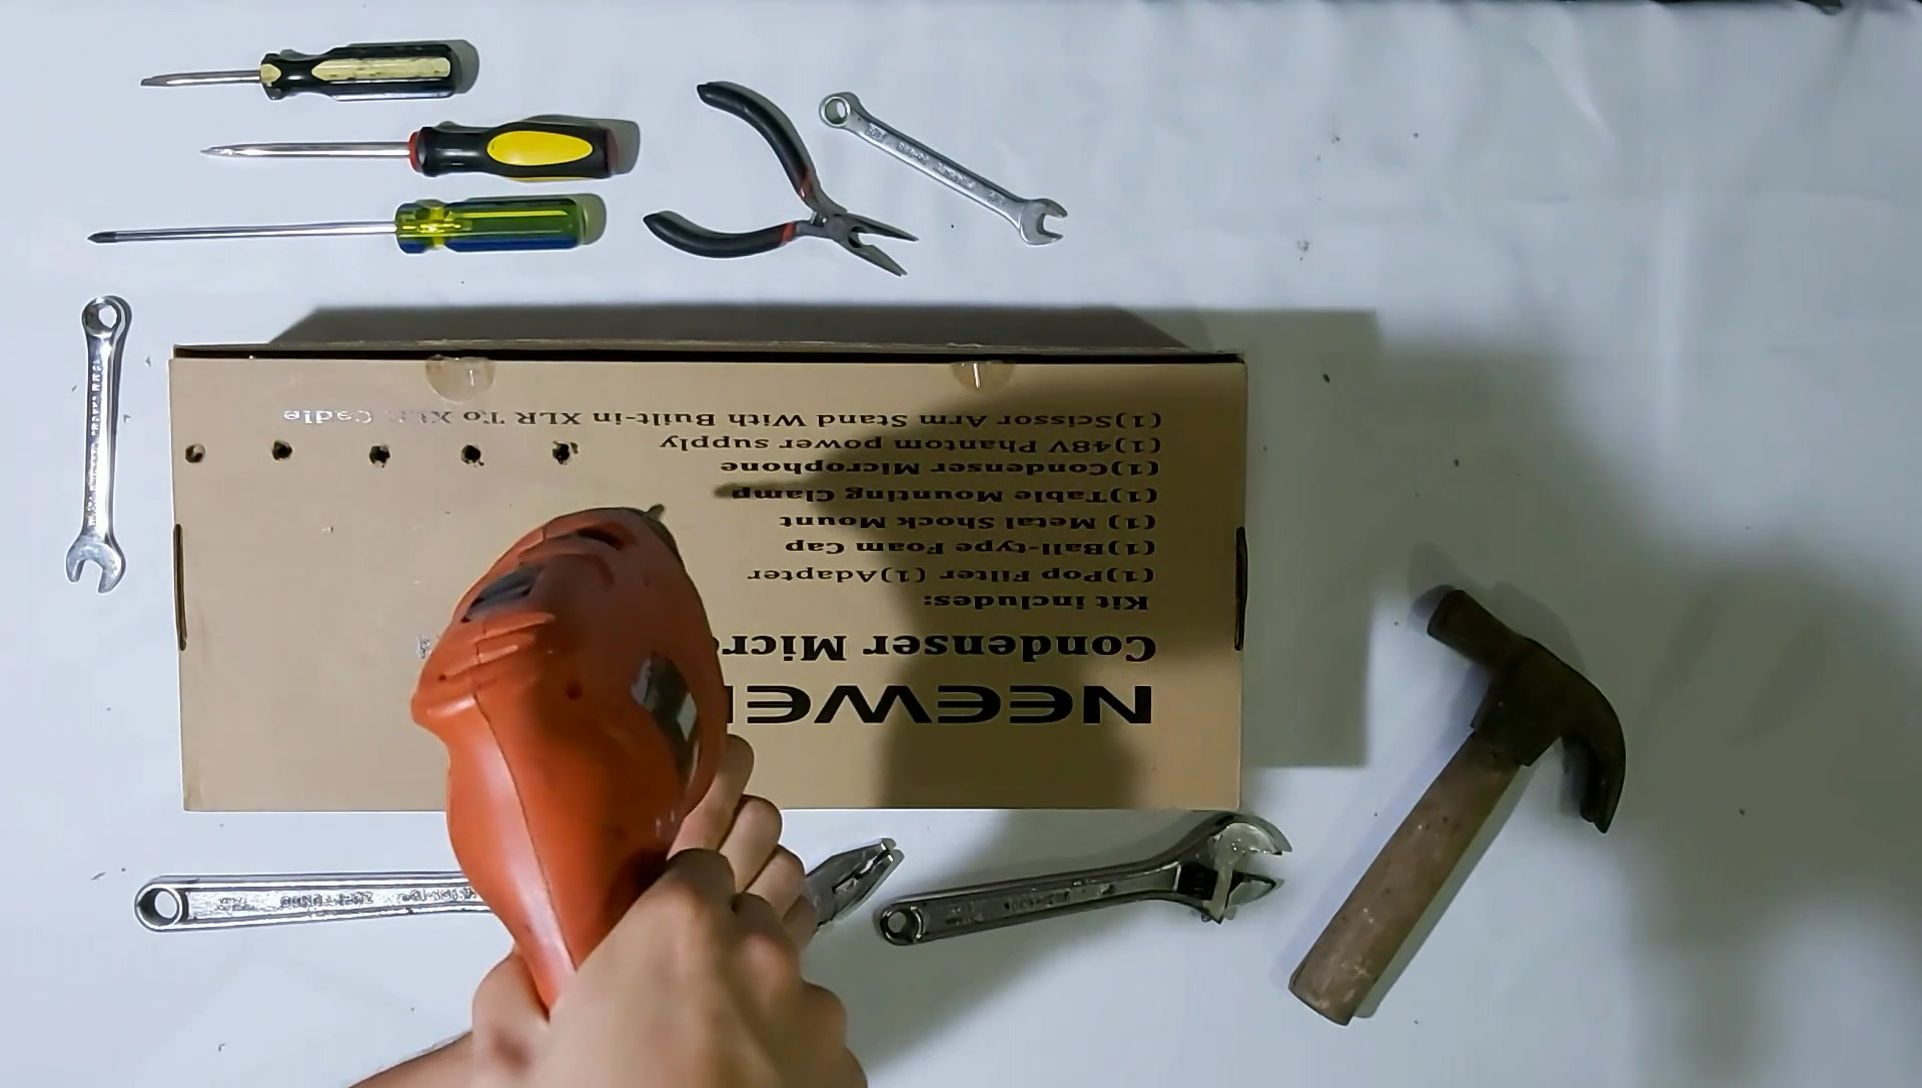 NEEWE
Condenser Micro
Kit includes:
(1)Pop Filter (1)Adapter
(1)Ball-type Foam Cap
(1) Metal Shock Mount
(1)Table Mounting Clamp
(1)Condenser Microphone
(1)48V Phantom power supply
(1)Scissor Arm Stand With Built-in XLR To XLR Cable